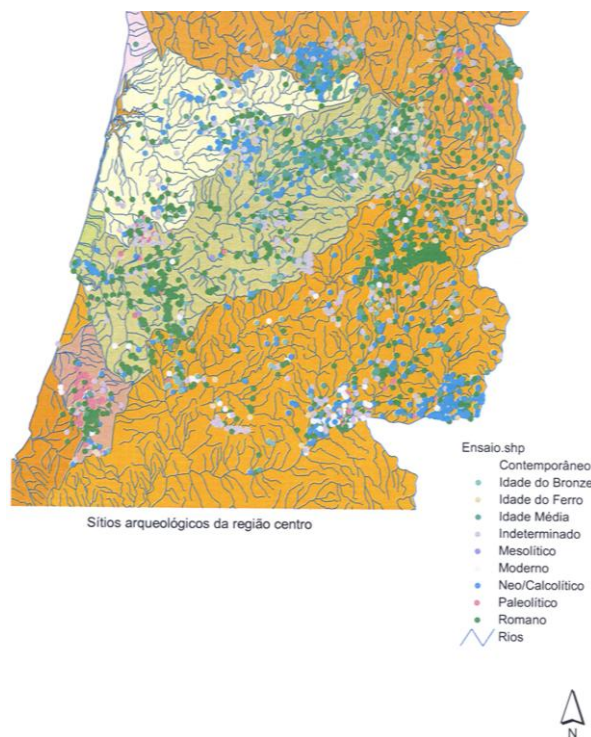 Sítios arqueológicos da região centro
Ensaio.shp
Contemporâneo
Idade do Bronze
Idade do Ferro
Idade Média
Indeterminado
Mesolítico
Moderno
Neo/Calcolítico
Paleolítico
Romano
Rios
N